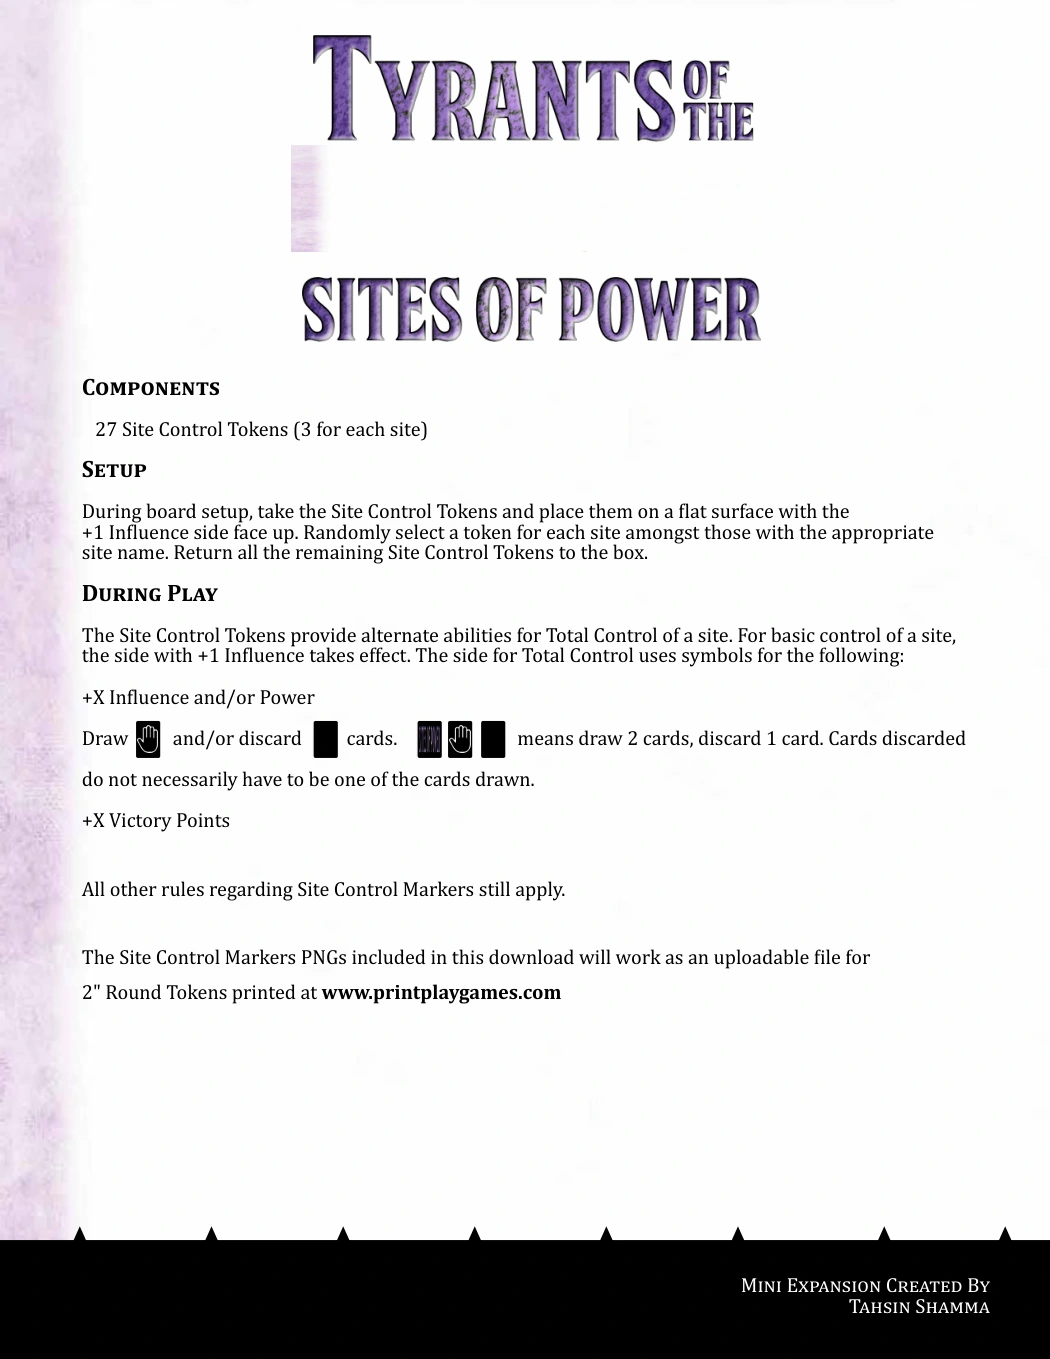 TYRANTS OF THE
SITES OF POWER
COMPONENTS
27 Site Control Tokens (3 for each site)
SETUP
During board setup, take the Site Control Tokens and place them on a flat surface with the
+1 Influence side face up. Randomly select a token for each site amongst those with the appropriate
site name. Return all the remaining Site Control Tokens to the box.
DURING PLAY
The Site Control Tokens provide alternate abilities for Total Control of a site. For basic control of a site,
the side with +1 Influence takes effect. The side for Total Control uses symbols for the following:
+X Influence and/or Power
Draw and/or discard cards. means draw 2 cards, discard 1 card. Cards discarded
do not necessarily have to be one of the cards drawn.
+X Victory Points
All other rules regarding Site Control Markers still apply.
The Site Control Markers PNGs included in this download will work as an uploadable file for
2" Round Tokens printed at www.printplaygames.com
MINI EXPANSION CREATED BY
TAHSIN SHAMMA